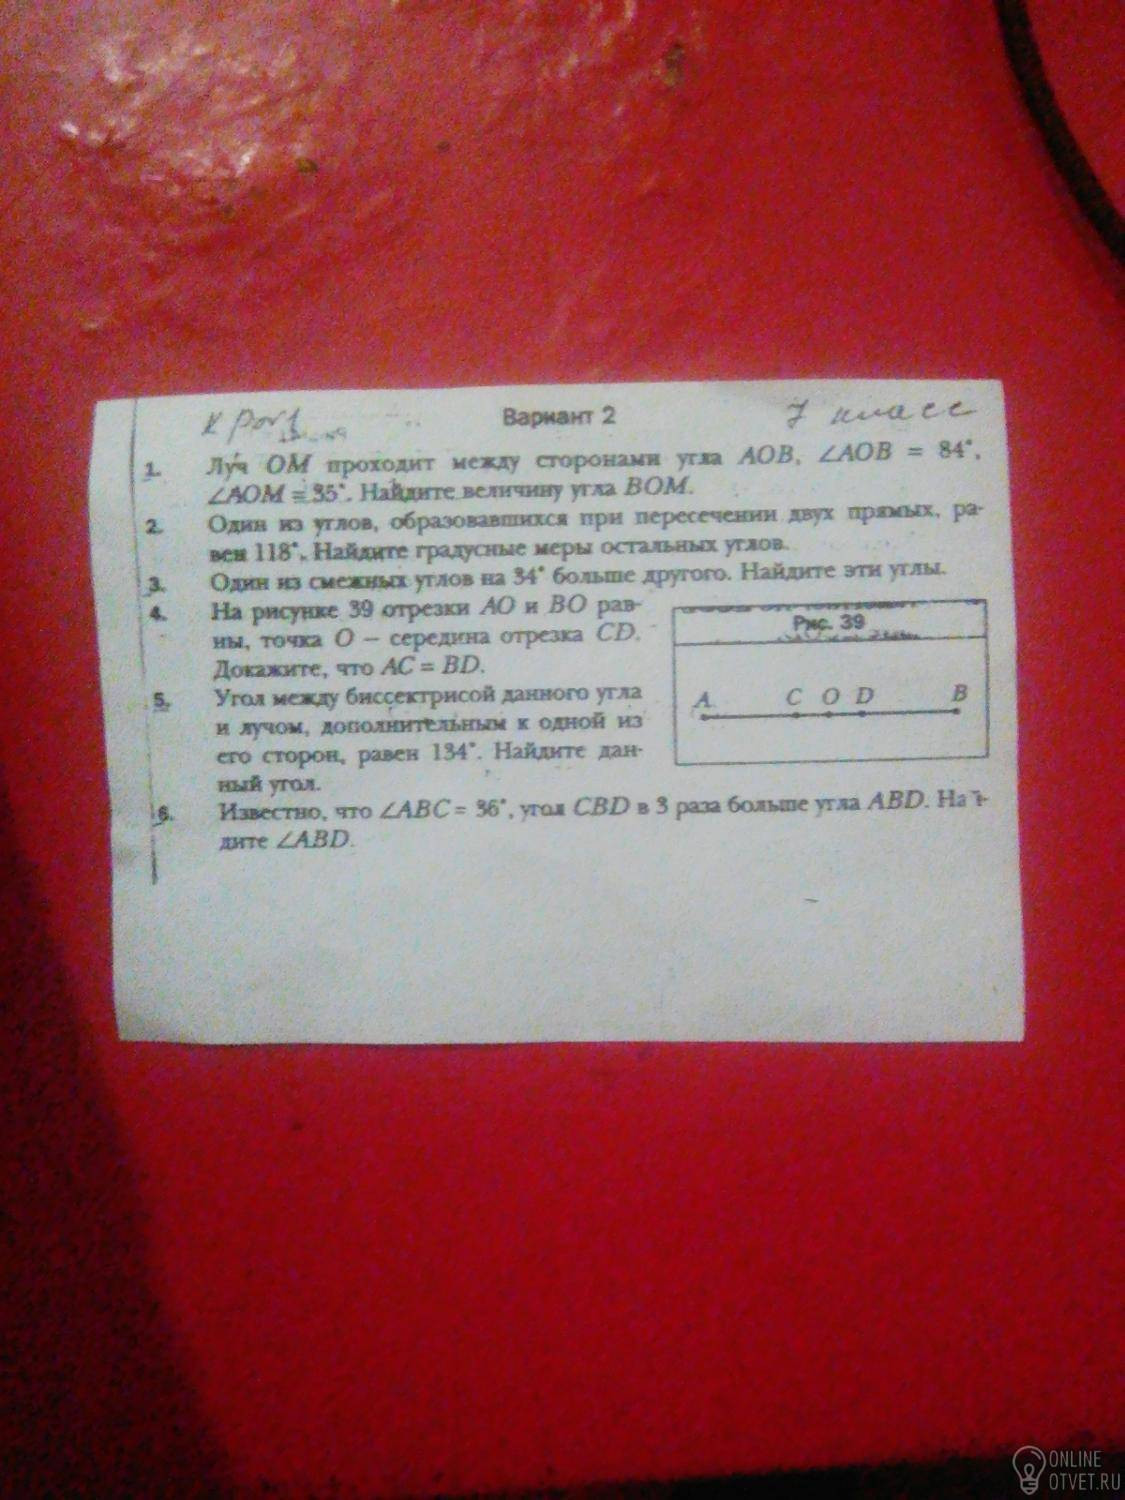 Вариант 2
7 класс
1. Луч OM проходит между сторонами угла AOB, ∠AOB = 84°,
∠AOM = 35°. Найдите величину угла BOM.
2. Один из углов, образовавшихся при пересечении двух прямых, ра-
вен 118°. Найдите градусные меры остальных углов.
3. Один из смежных углов на 34° больше другого. Найдите эти углы.
4. На рисунке 39 отрезки AO и BO рав-
ны, точка O – середина отрезка CD.
Докажите, что AC = BD.
Рис. 39
A C O D B
5. Угол между биссектрисой данного угла
и лучом, дополнительным к одной из
его сторон, равен 134°. Найдите дан-
ный угол.
6. Известно, что ∠ABC = 36°, угол CBD в 3 раза больше угла ABD. Най-
дите ∠ABD.
ONLINE
OTVET.RU